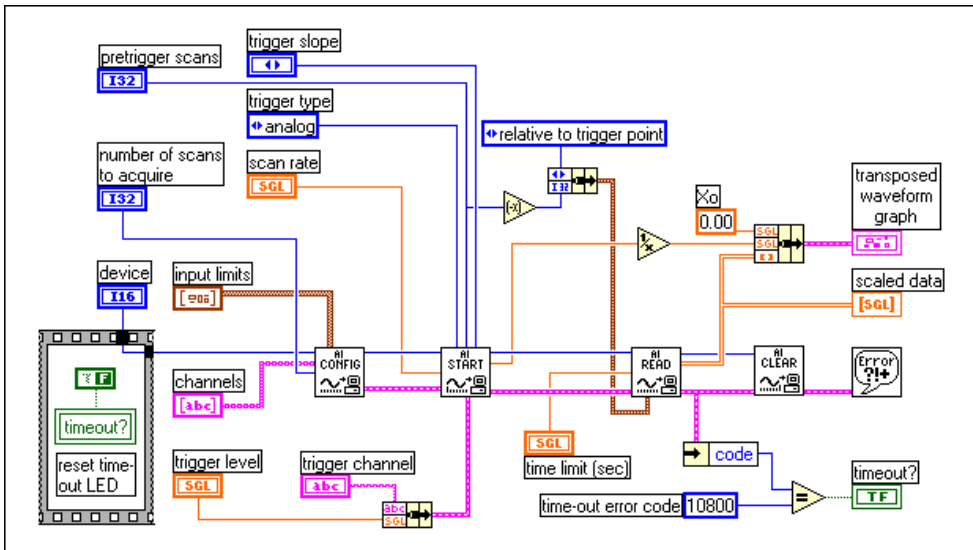 trigger slope
pretrigger scans
I32
trigger type
analog
relative to trigger point
number of scans
to acquire
scan rate
I32
SGL
I32
(-x)
Xo
0.00
transposed
waveform
graph
1/x
SGL
SGL
device
I16
input limits
scaled data
[SGL]
AI
CONFIG
AI
START
AI
READ
AI
CLEAR
Error
?!+
channels
[abc]
F
timeout?
reset time-
out LED
SGL
time limit (sec)
trigger level
SGL
trigger channel
abc
abc
SGL
code
timeout?
TF
time-out error code
10800
=